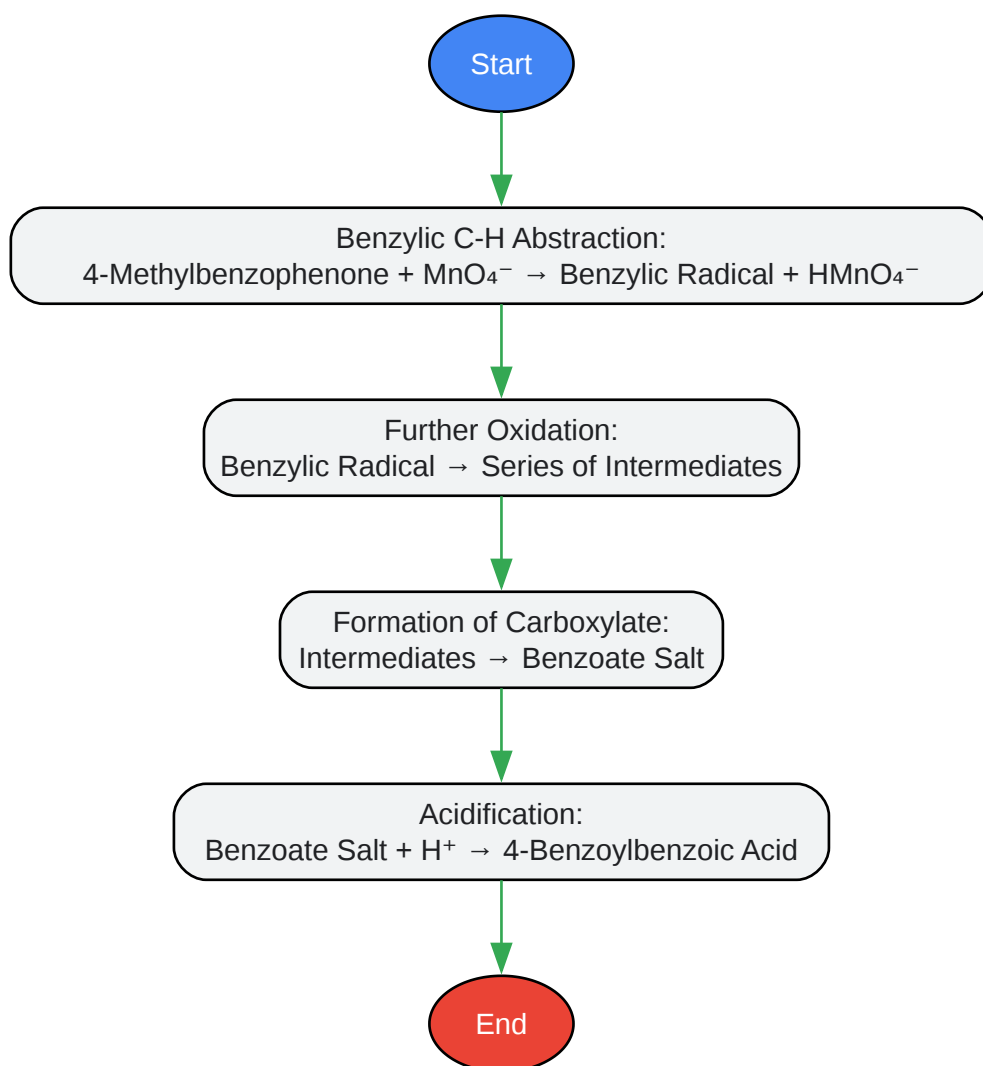 Start
Benzylic C-H Abstraction:
4-Methylbenzophenone + MnO₄⁻ → Benzylic Radical + HMnO₄⁻
Further Oxidation:
Benzylic Radical → Series of Intermediates
Formation of Carboxylate:
Intermediates → Benzoate Salt
Acidification:
Benzoate Salt + H⁺ → 4-Benzoylbenzoic Acid
End